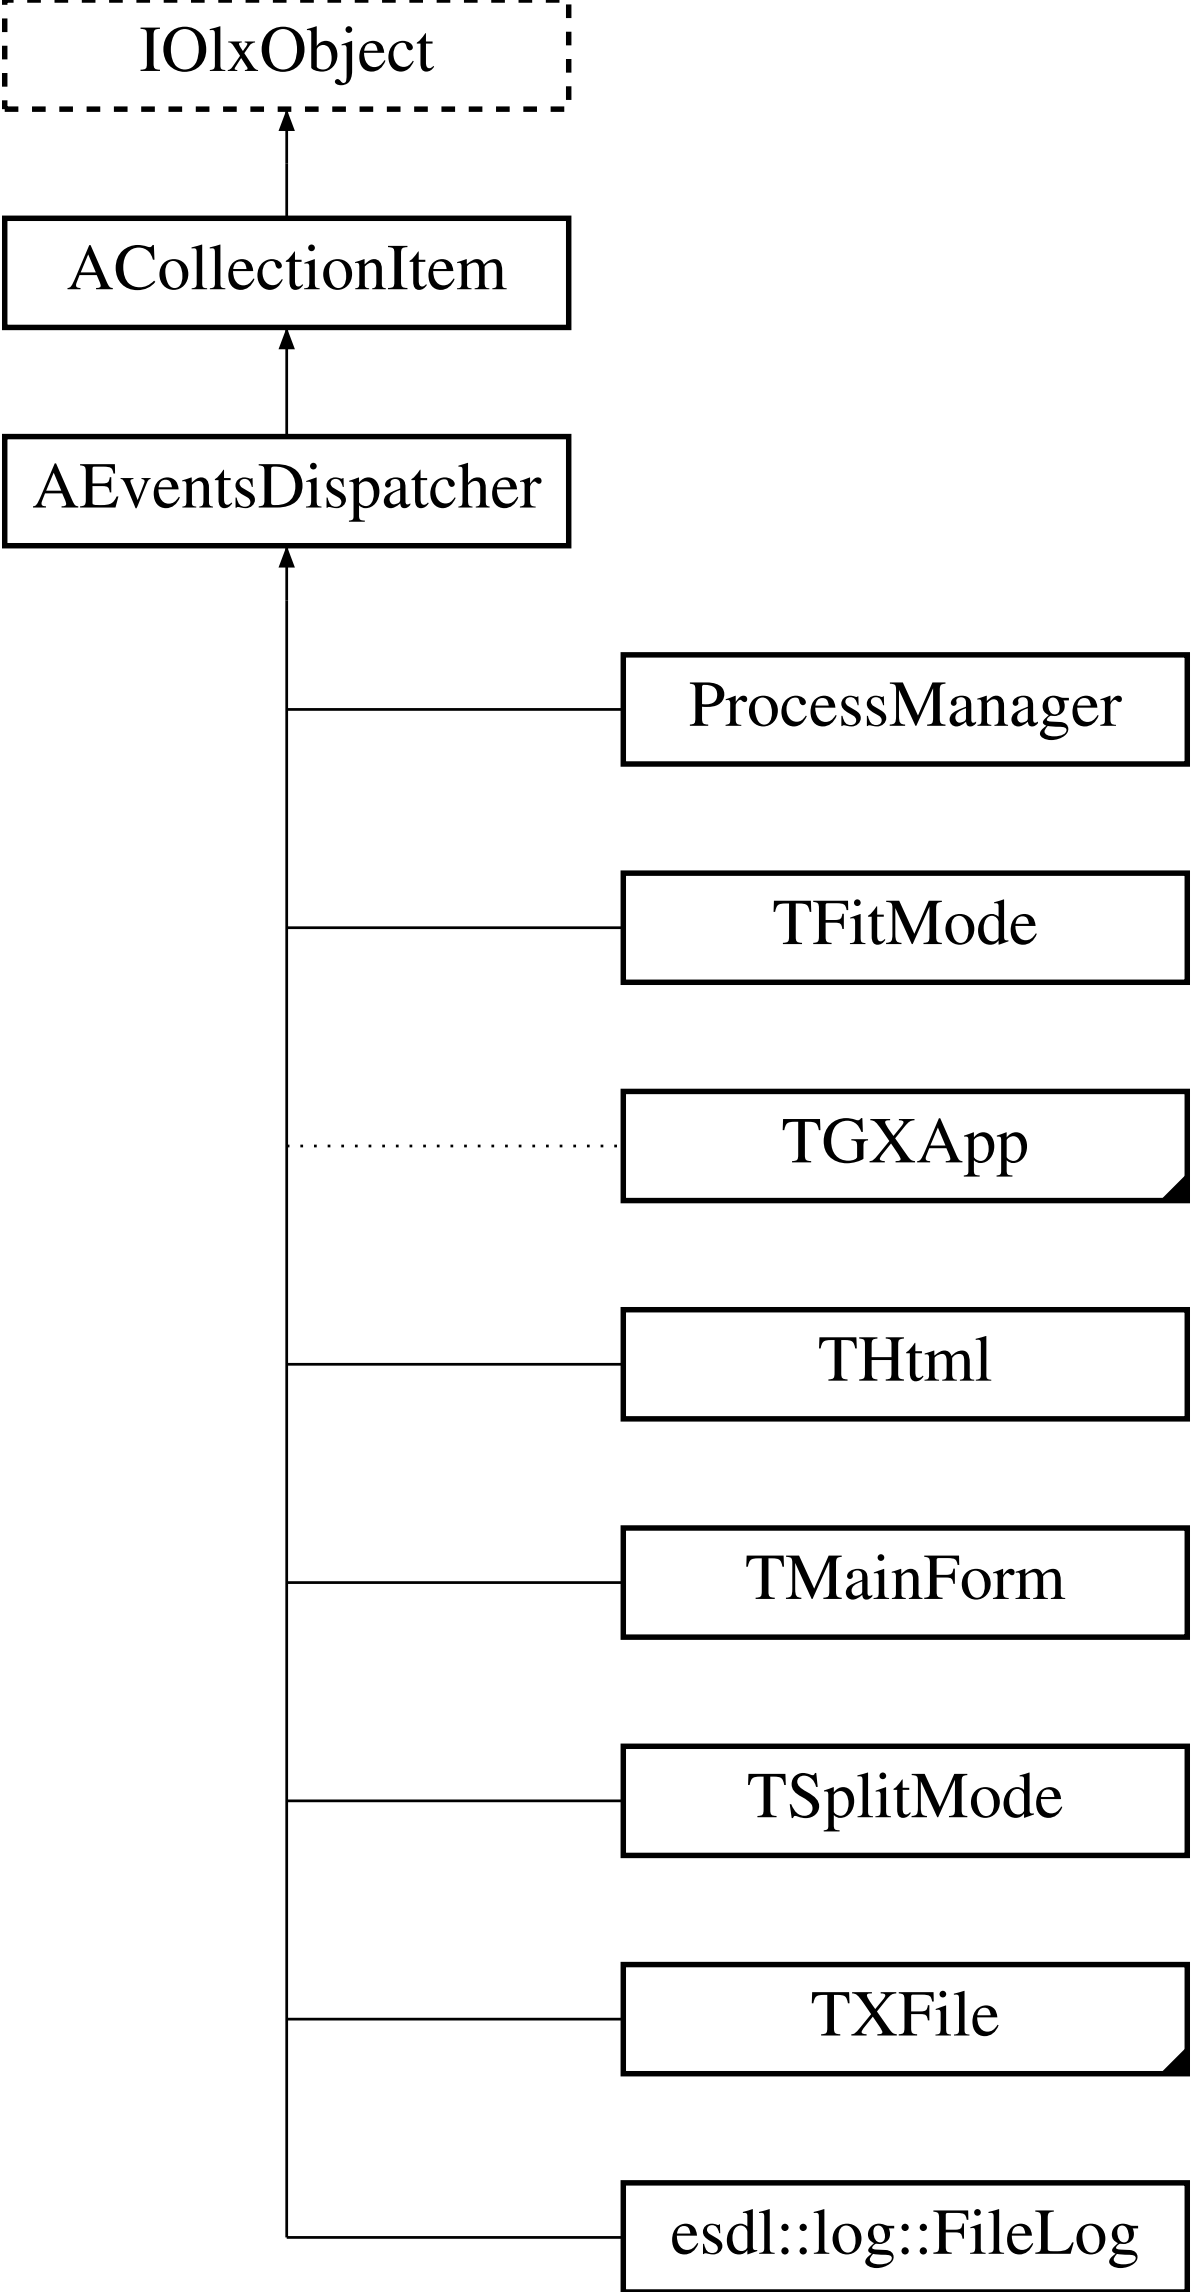 IOlxObject
ACollectionItem
AEventsDispatcher
ProcessManager
TFitMode
TGXApp
THtml
TMainForm
TSplitMode
TXFile
esdl::log::FileLog